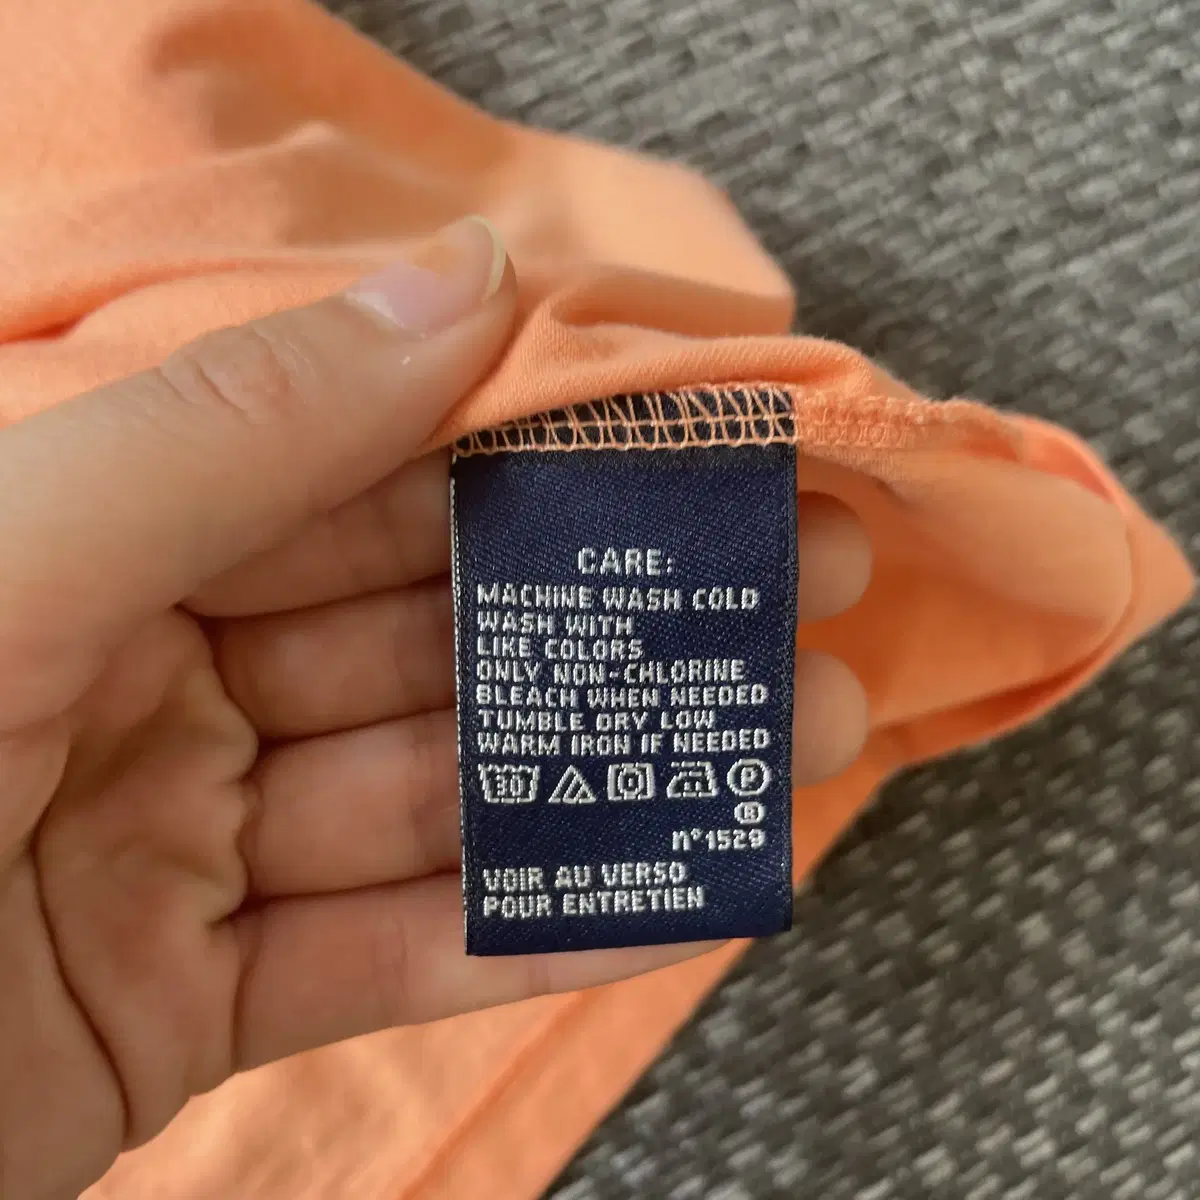 CARE:
MACHINE WASH COLD
WASH WITH
LIKE COLORS
ONLY NON-CHLORINE
BLEACH WHEN NEEDED
TUMBLE DRY LOW
WARM IRON IF NEEDED
30 P
R
n°1529
VOIR AU VERSO
POUR ENTRETIEN